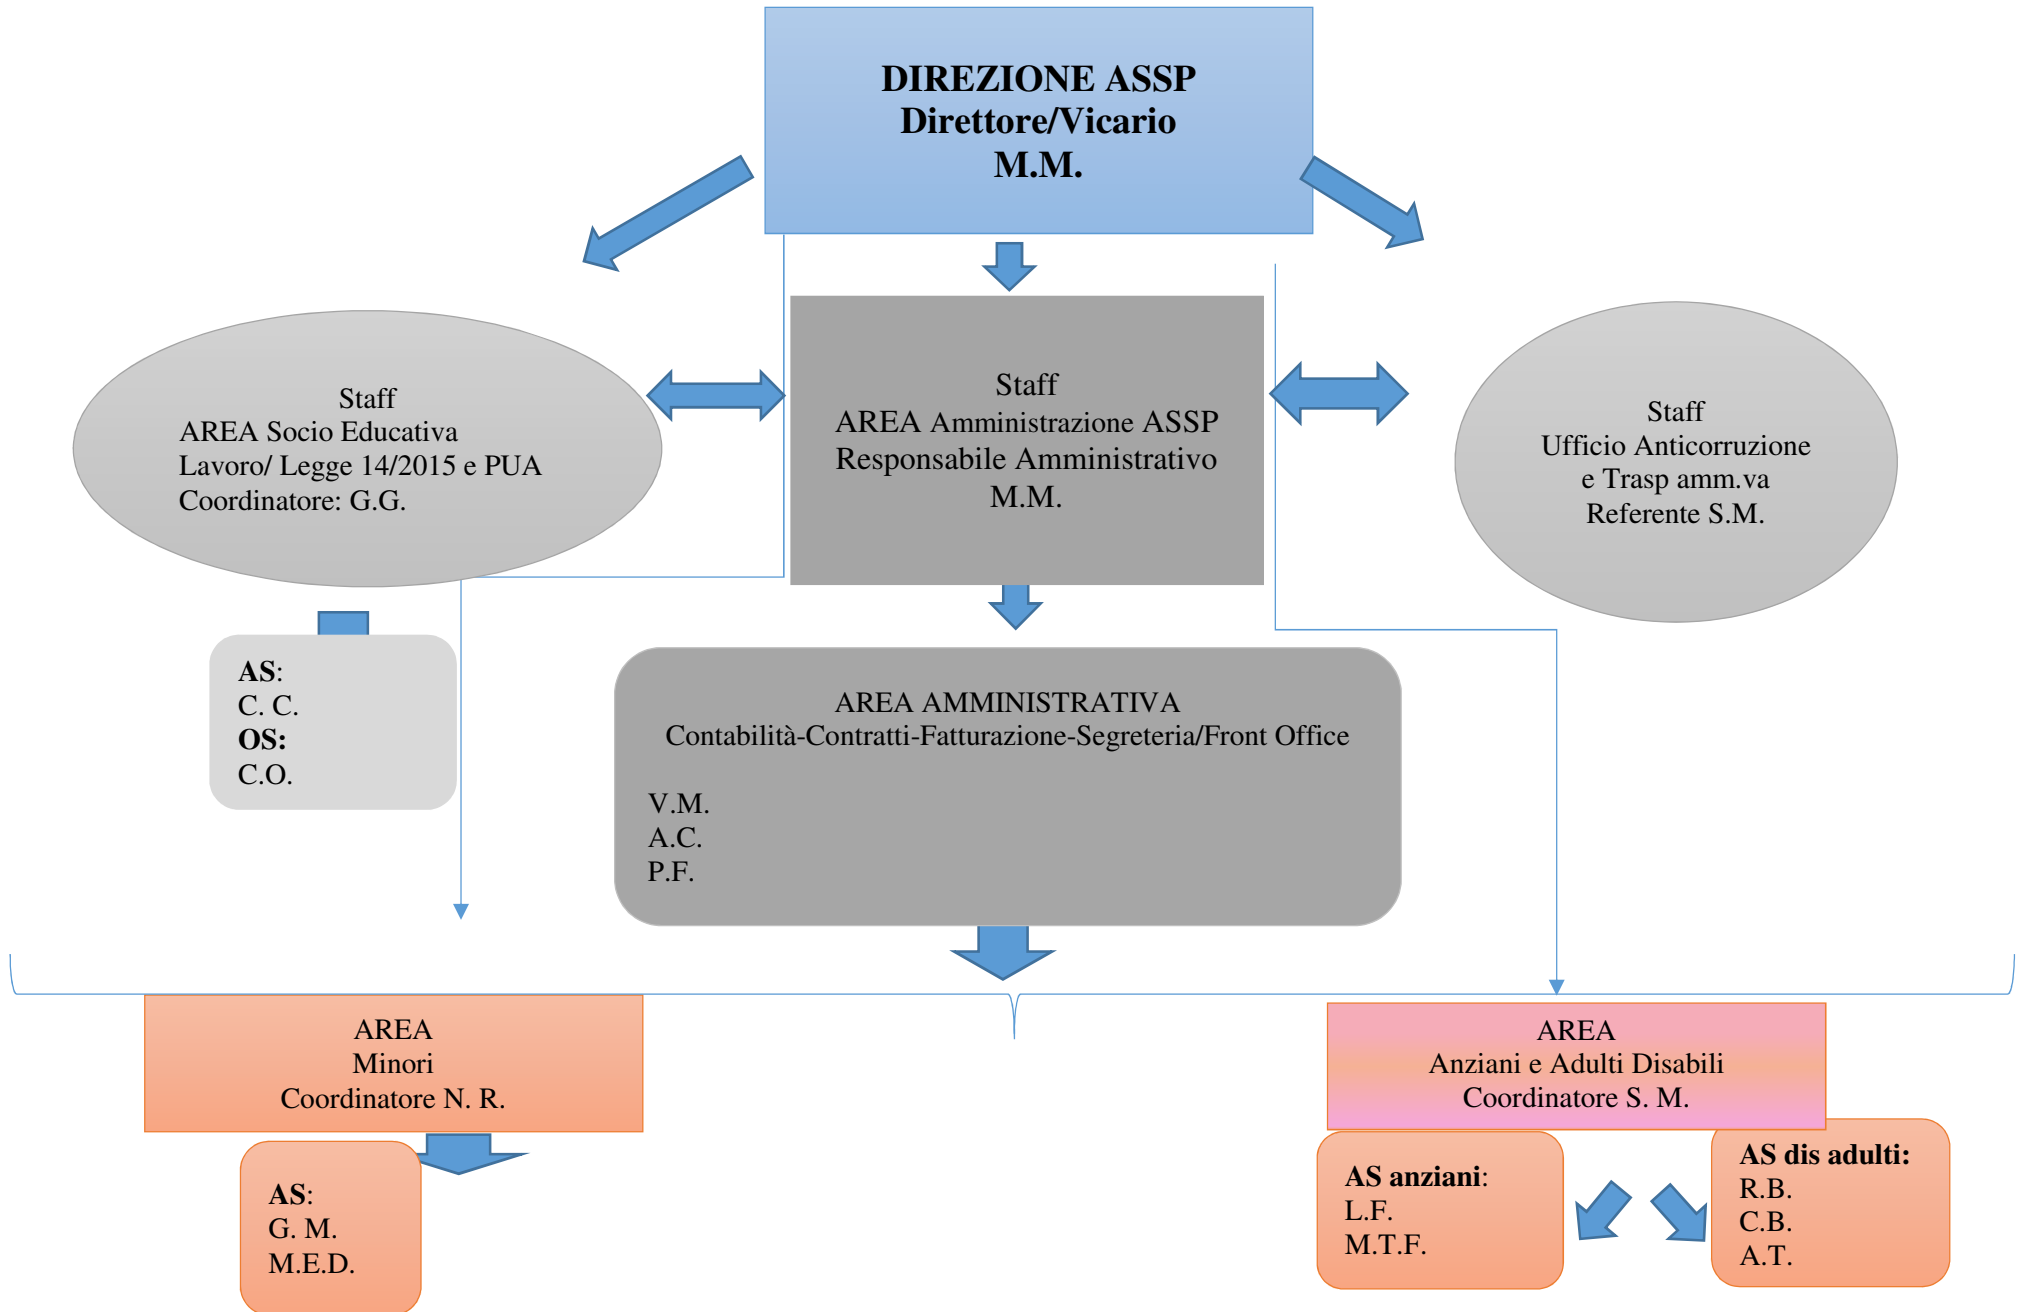 DIREZIONE ASSP
Direttore/Vicario
M.M.
Staff
AREA Socio Educativa
Lavoro/ Legge 14/2015 e PUA
Coordinatore: G.G.
Staff
AREA Amministrazione ASSP
Responsabile Amministrativo
M.M.
Staff
Ufficio Anticorruzione
e Trasp amm.va
Referente S.M.
AS:
C. C.
OS:
C.O.
AREA AMMINISTRATIVA
Contabilità-Contratti-Fatturazione-Segreteria/Front Office
V.M.
A.C.
P.F.
AREA
Minori
Coordinatore N. R.
AREA
Anziani e Adulti Disabili
Coordinatore S. M.
AS:
G. M.
M.E.D.
AS anziani:
L.F.
M.T.F.
AS dis adulti:
R.B.
C.B.
A.T.